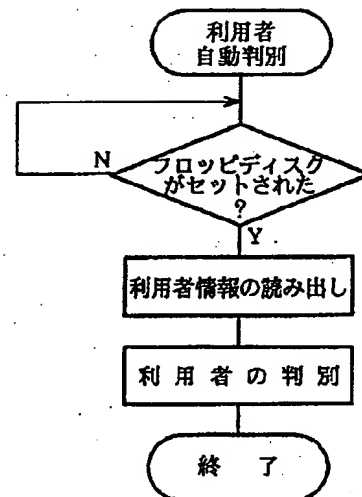 利用者
自動判別
N
フロッピディスク
がセットされた
?
Y
利用者情報の読み出し
利用者の判別
終了